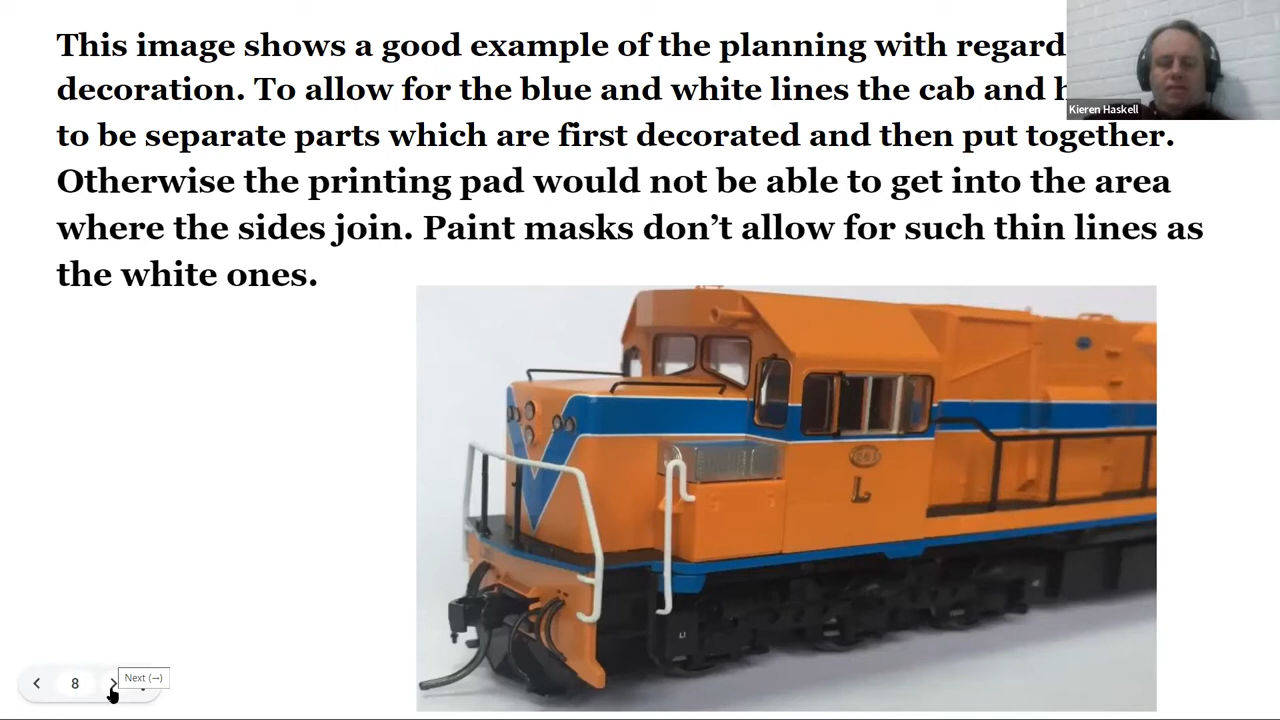 This image shows a good example of the planning with regard
decoration. To allow for the blue and white lines the cab and
to be separate parts which are first decorated and then put together.
Otherwise the printing pad would not be able to get into the area
where the sides join. Paint masks don’t allow for such thin lines as
the white ones.
Kieren Haskell
L
8
Next (→)